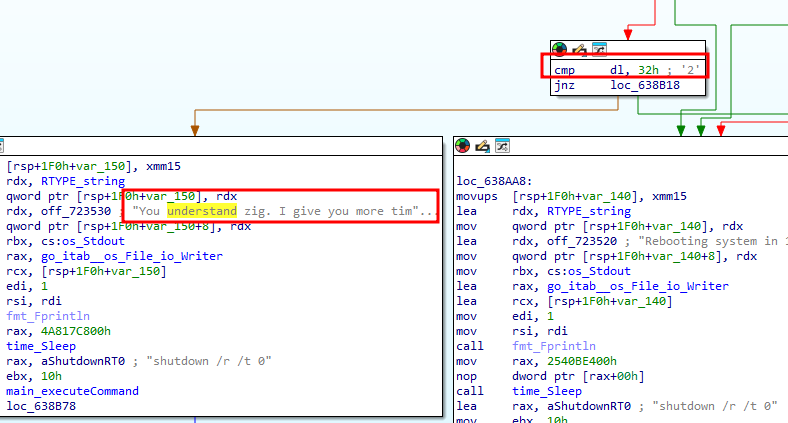 cmp dl, 32h ; '2'
jnz loc_638B18
[rsp+1F0h+var_150], xmm15
rdx, RTYPE_string
qword ptr [rsp+1F0h+var_150], rdx
rdx, off_723530 ; "You understand zig. I give you more tim"...
qword ptr [rsp+1F0h+var_150+8], rdx
rbx, cs:os_Stdout
rax, go_itab__os_File_io_Writer
rcx, [rsp+1F0h+var_150]
edi, 1
rsi, rdi
fmt_Fprintln
rax, 4A817C800h
time_Sleep
rax, aShutdownRT0 ; "shutdown /r /t 0"
ebx, 10h
main_executeCommand
loc_638B78
loc_638AA8:
movups [rsp+1F0h+var_140], xmm15
lea rdx, RTYPE_string
mov qword ptr [rsp+1F0h+var_140], rdx
lea rdx, off_723520 ; "Rebooting system in 1
mov qword ptr [rsp+1F0h+var_140+8], rdx
mov rbx, cs:os_Stdout
lea rax, go_itab__os_File_io_Writer
lea rcx, [rsp+1F0h+var_140]
mov edi, 1
mov rsi, rdi
call fmt_Fprintln
mov rax, 2540BE400h
nop dword ptr [rax+00h]
call time_Sleep
lea rax, aShutdownRT0 ; "shutdown /r /t 0"
mov ebx, 10h